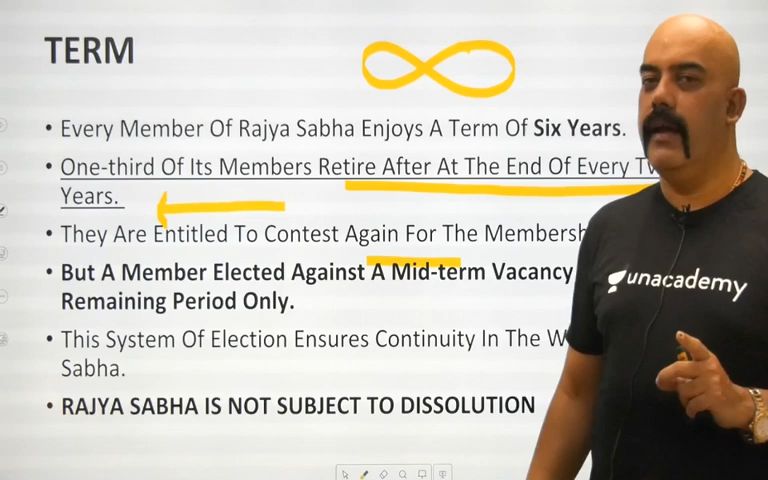 TERM
• Every Member Of Rajya Sabha Enjoys A Term Of Six Years.
• One-third Of Its Members Retire After At The End Of Every
Years.
• They Are Entitled To Contest Again For The
• But A Member Elected Against A Mid-term Vacancy
Remaining Period Only.
• This System Of Election Ensures Continuity In The
Sabha.
• RAJYA SABHA IS NOT SUBJECT TO DISSOLUTION
unacademy